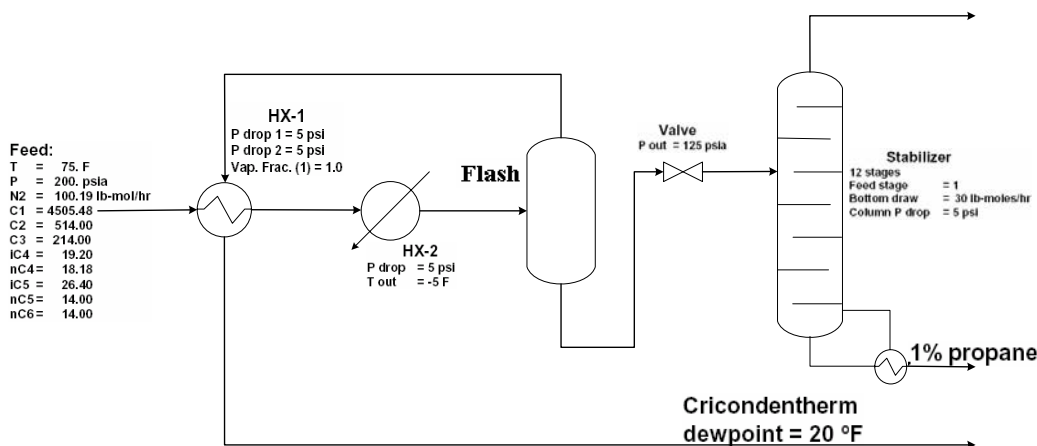 Feed:
T = 75. F
P = 200. psia
N2 = 100.19 lb-mol/hr
C1 = 4505.48
C2 = 514.00
C3 = 214.00
IC4 = 19.20
nC4 = 18.18
IC5 = 26.40
nC5 = 14.00
nC6 = 14.00
HX-1
P drop 1 = 5 psi
P drop 2 = 5 psi
Vap. Frac. (1) = 1.0
HX-2
P drop = 5 psi
T out = -5 F
Flash
Valve
P out = 125 psia
Stabilizer
12 stages
Feed stage = 1
Bottom draw = 30 lb-moles/hr
Column P drop = 5 psi
1% propane
Cricondentherm
dewpoint = 20 ºF